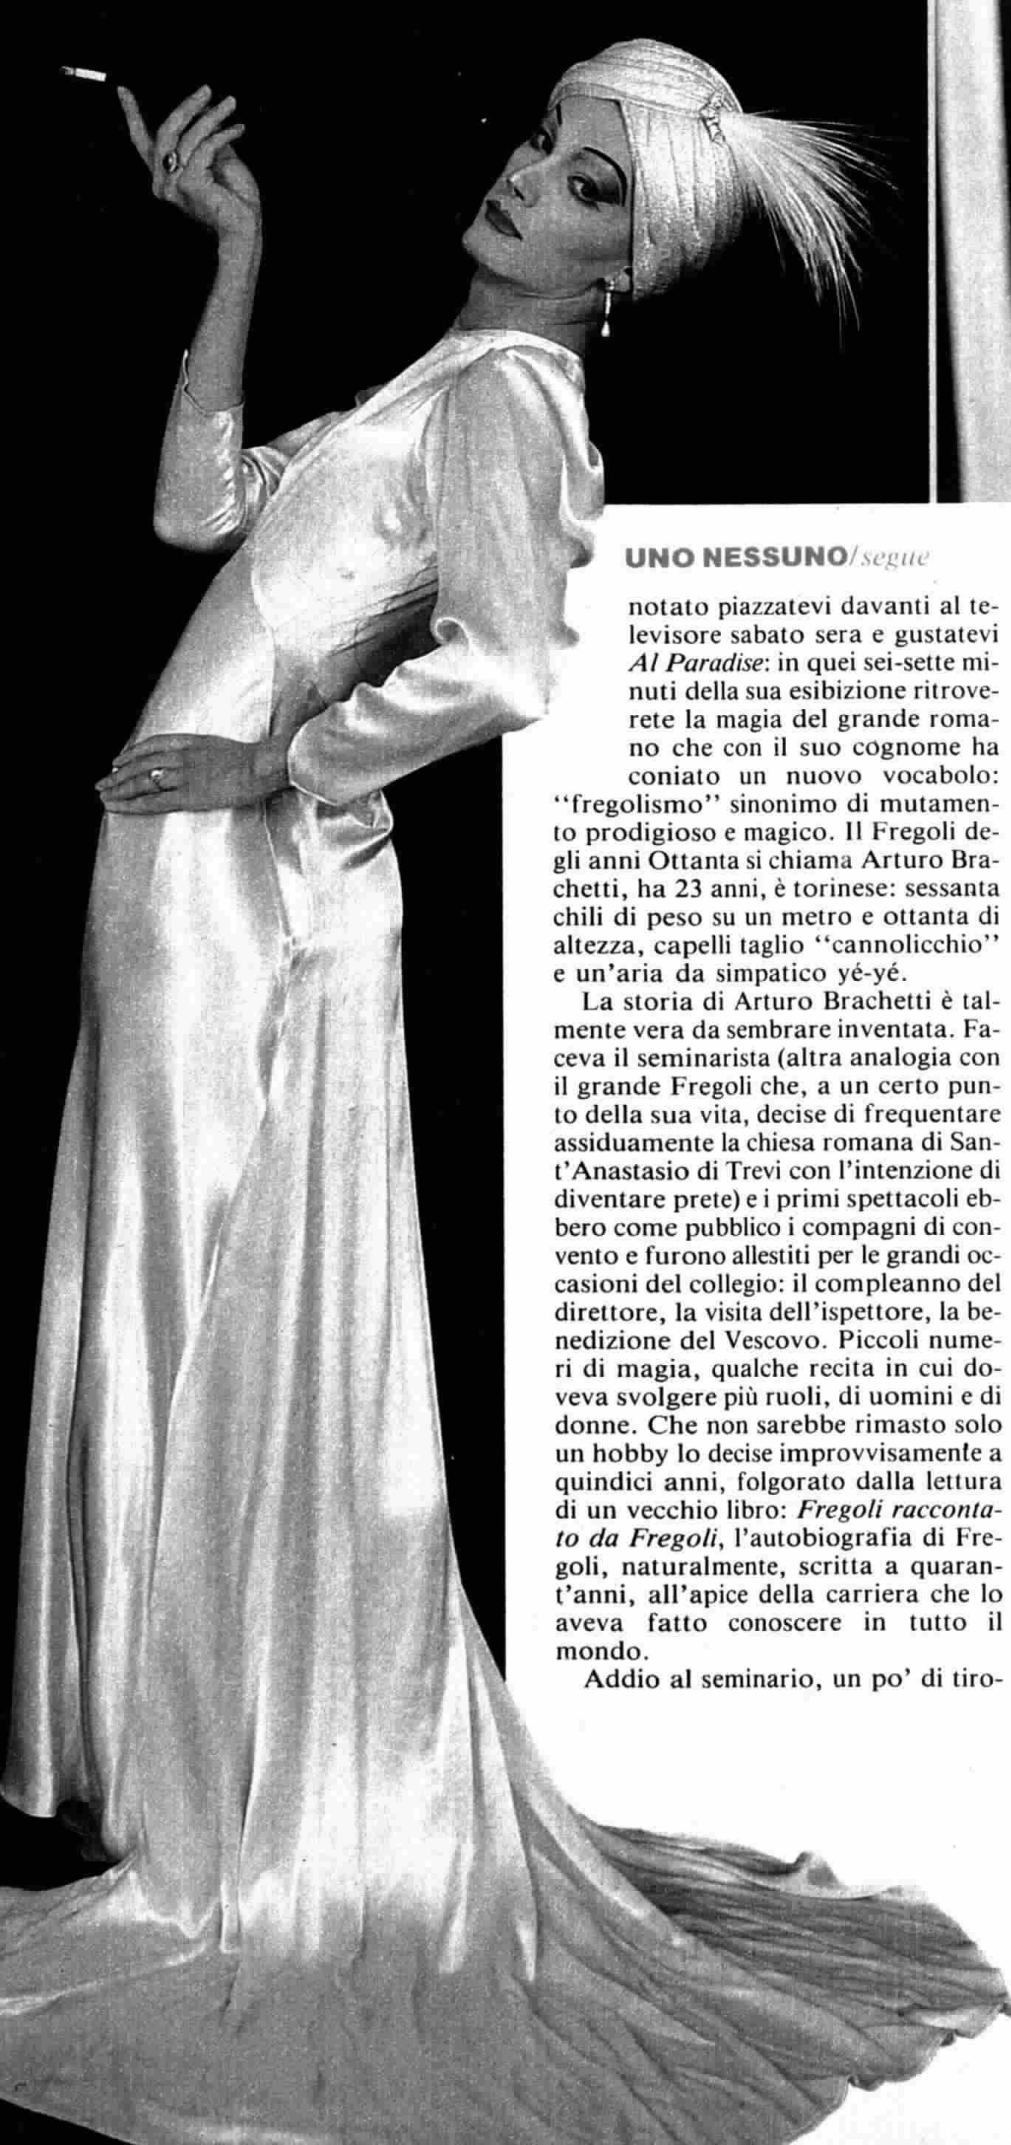 UNO NESSUNO/segue
notato piazzatevi davanti al te-
levisore sabato sera e gustatevi
Al Paradise: in quei sei-sette mi-
nuti della sua esibizione ritrove-
rete la magia del grande roma-
no che con il suo cognome ha
coniato un nuovo vocabolo:
“fregolismo” sinonimo di mutamen-
to prodigioso e magico. Il Fregoli de-
gli anni Ottanta si chiama Arturo Bra-
chetti, ha 23 anni, è torinese: sessanta
chili di peso su un metro e ottanta di
altezza, capelli taglio “cannolicchio”
e un’aria da simpatico yé-yé.
La storia di Arturo Brachetti è tal-
mente vera da sembrare inventata. Fa-
ceva il seminarista (altra analogia con
il grande Fregoli che, a un certo pun-
to della sua vita, decise di frequentare
assiduamente la chiesa romana di San-
t’Anastasio di Trevi con l’intenzione di
diventare prete) e i primi spettacoli eb-
bero come pubblico i compagni di con-
vento e furono allestiti per le grandi oc-
casioni del collegio: il compleanno del
direttore, la visita dell’ispettore, la be-
nedizione del Vescovo. Piccoli nume-
ri di magia, qualche recita in cui do-
veva svolgere più ruoli, di uomini e di
donne. Che non sarebbe rimasto solo
un hobby lo decise improvvisamente a
quindici anni, folgorato dalla lettura
di un vecchio libro: Fregoli racconta-
to da Fregoli, l’autobiografia di Fre-
goli, naturalmente, scritta a quaran-
t’anni, all’apice della carriera che lo
aveva fatto conoscere in tutto il
mondo.
Addio al seminario, un po’ di tiro-